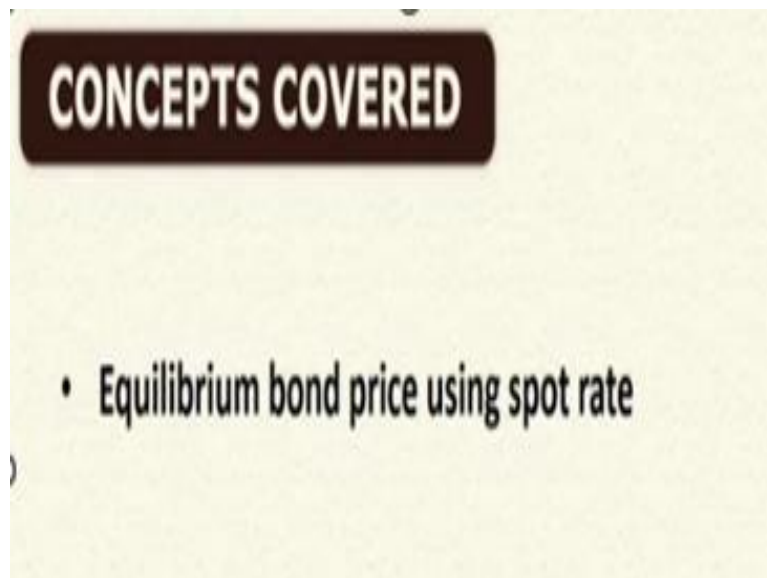 CONCEPTS COVERED
• Equilibrium bond price using spot rate